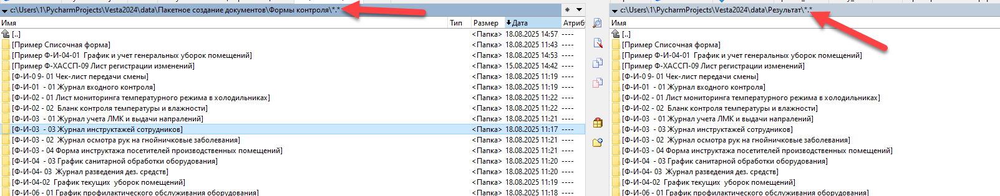 c:\Users\1\PycharmProjects\Vesta2024\data\Пакетное создание документов\Формы контроля\*.*
Имя Тип Размер Дата Атрибу
[..] <Папка> 18.08.2025 14:57 ----
[Пример Списочная форма] <Папка> 18.08.2025 11:43 ----
[Пример Ф-И-04-01  График и учет генеральных уборок помещений] <Папка> 18.08.2025 14:53 ----
[Пример Ф-ХАССП-09 Лист регистрации изменений] <Папка> 15.08.2025 14:42 ----
[Ф-И-0 9- 01 Чек-лист передачи смены] <Папка> 18.08.2025 11:19 ----
[Ф-И-01  - 01 Журнал входного контроля] <Папка> 18.08.2025 11:19 ----
[Ф-И-02 - 01 Лист мониторинга температурного режима в холодильниках] <Папка> 18.08.2025 11:22 ----
[Ф-И-02 - 02  Бланк контроля температуры и влажности] <Папка> 18.08.2025 11:22 ----
[Ф-И-03  - 01 Журнал учета ЛМК и выдачи напралений] <Папка> 18.08.2025 11:21 ----
[Ф-И-03  - 03 Журнал инструктажей сотрудников] <Папка> 18.08.2025 11:17 ----
[Ф-И-03 - 02  Журнал осмотра рук на гнойничковые заболевания] <Папка> 18.08.2025 11:21 ----
[Ф-И-03 - 04 Форма инструктажа посетителей производственных помещений] <Папка> 18.08.2025 11:21 ----
[Ф-И-04  - 03 График санитарной обработки оборудования] <Папка> 18.08.2025 11:20 ----
[Ф-И-04- 03  Журнал разведения дез. средств] <Папка> 18.08.2025 11:20 ----
[Ф-И-04-02  График текущих  уборок помещений] <Папка> 18.08.2025 11:19 ----
[Ф-И-06 - 01 График профилактического обслуживания оборудования] <Папка> 18.08.2025 11:18 ----
c:\Users\1\PycharmProjects\Vesta2024\data\Результат\*.*
Имя
[..]
[Пример Списочная форма]
[Пример Ф-И-04-01  График и учет генеральных уборок помещений]
[Пример Ф-ХАССП-09 Лист регистрации изменений]
[Ф-И-0 9- 01 Чек-лист передачи смены]
[Ф-И-01  - 01 Журнал входного контроля]
[Ф-И-02 - 01 Лист мониторинга температурного режима в холодильниках]
[Ф-И-02 - 02  Бланк контроля температуры и влажности]
[Ф-И-03  - 01 Журнал учета ЛМК и выдачи напралений]
[Ф-И-03  - 03 Журнал инструктажей сотрудников]
[Ф-И-03 - 02  Журнал осмотра рук на гнойничковые заболевания]
[Ф-И-03 - 04 Форма инструктажа посетителей производственных помещений]
[Ф-И-04  - 03 График санитарной обработки оборудования]
[Ф-И-04- 03  Журнал разведения дез. средств]
[Ф-И-04-02  График текущих  уборок помещений]
[Ф-И-06 - 01 График профилактического обслуживания оборудования]